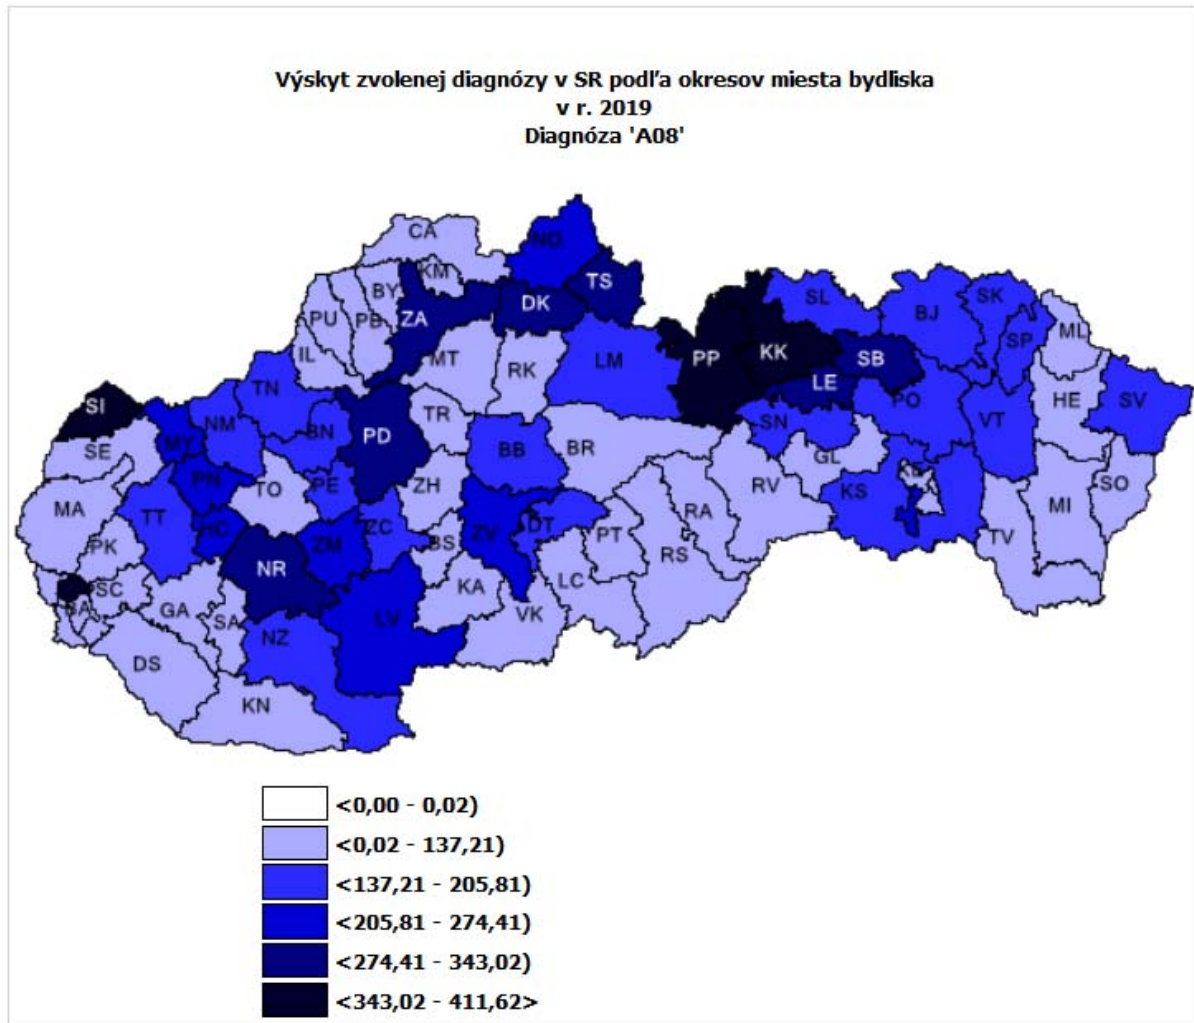 Výskyt zvolenej diagnózy v SR podľa okresov miesta bydliska
v r. 2019
Diagnóza 'A08'
CA
NO
KM
TS
BY
DK
SL
SK
PU
PB
ZA
BJ
SP
ML
IL
MT
RK
LM
PP
KK
SB
LE
TN
SI
TR
SN
PO
HE
SV
NM
BN
PD
MY
BB
BR
VT
SE
GL
PN
TO
PE
ZH
RV
KS
SO
MA
TT
HC
ZM
ZC
ZV
DT
PT
RA
MI
PK
BS
RS
TV
NR
KA
LC
SC
BA
GA
SA
LV
VK
NZ
DS
KN
<0,00 - 0,02)
<0,02 - 137,21)
<137,21 - 205,81)
<205,81 - 274,41)
<274,41 - 343,02)
<343,02 - 411,62>